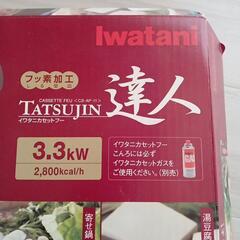 Iwatani
フッ素加工
CASSETTE FEU <CB-AP-11>
TATSUJIN 達人
イワタニカセットフー
3.3kW
2,800kcal/h
イワタニカセットフー
こんろには必ず
イワタニカセットガスを
ご使用ください。(別売)
寄せ鍋
湯豆腐